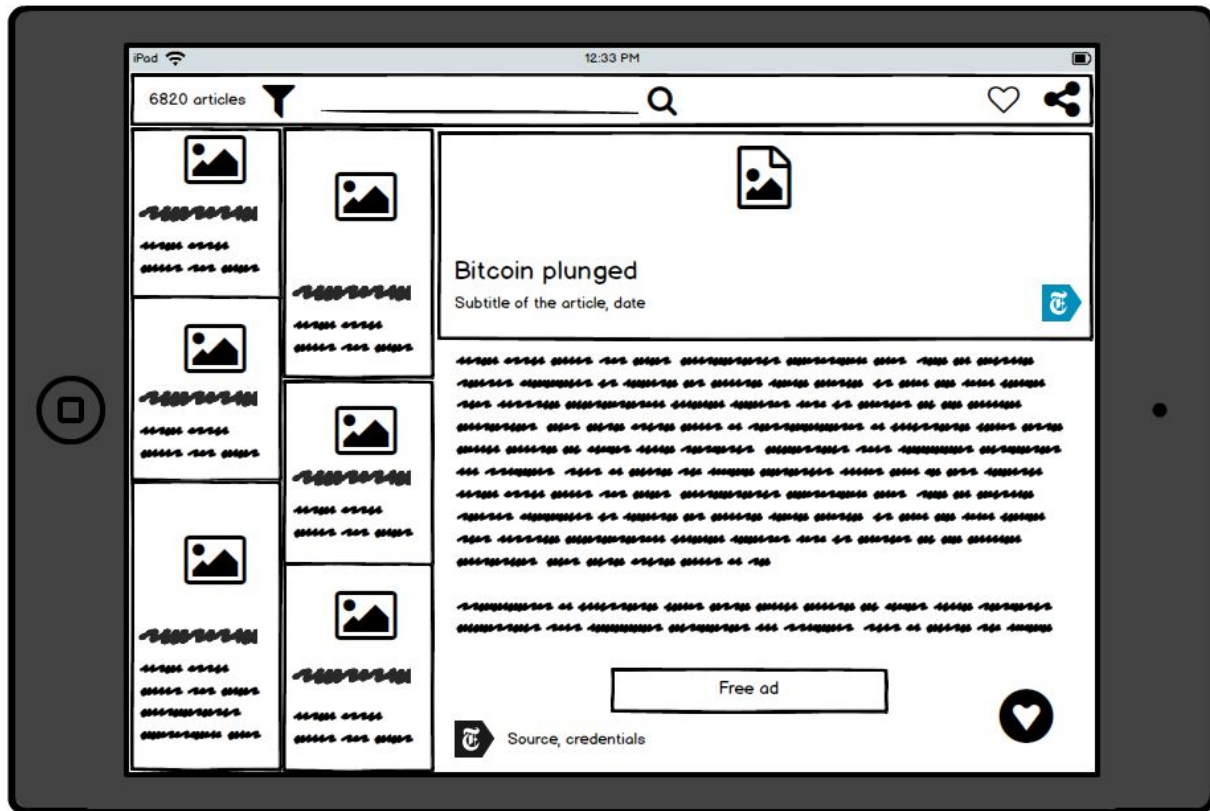 iPad
12:33 PM
6820 articles
Bitcoin plunged
Subtitle of the article, date
Free ad
Source, credentials